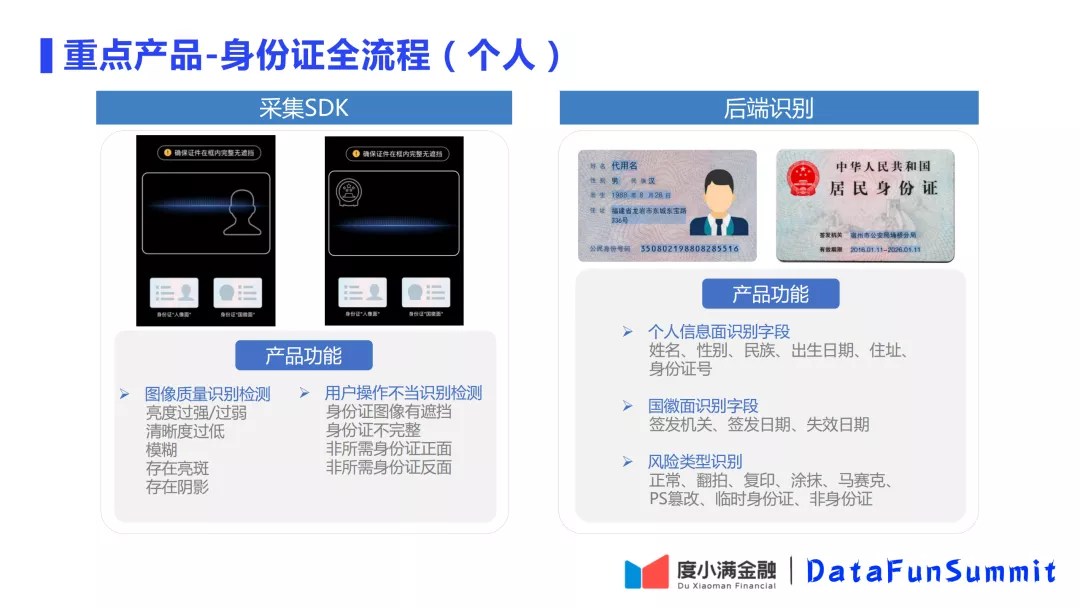 重点产品-身份证全流程（个人）
采集SDK
确保证件在框内完整无遮挡
身份证"人像面"
身份证"国徽面"
确保证件在框内完整无遮挡
身份证"人像面"
身份证"国徽面"
产品功能
图像质量识别检测
亮度过强/过弱
清晰度过低
模糊
存在亮斑
存在阴影
用户操作不当识别检测
身份证图像有遮挡
身份证不完整
非所需身份证正面
非所需身份证反面
后端识别
姓名 代用名
性别 男 民族 汉
出生 1988 年 8 月 28 日
住址 福建省龙岩市东城东宝路
336号
公民身份号码 350802198808285516
中华人民共和国
居民身份证
签发机关 宿州市公安局埇桥分局
有效期限 2016.01.11-2026.01.11
产品功能
个人信息面识别字段
姓名、性别、民族、出生日期、住址、
身份证号
国徽面识别字段
签发机关、签发日期、失效日期
风险类型识别
正常、翻拍、复印、涂抹、马赛克、
PS篡改、临时身份证、非身份证
度小满金融
Du Xiaoman Financial
DataFunSummit